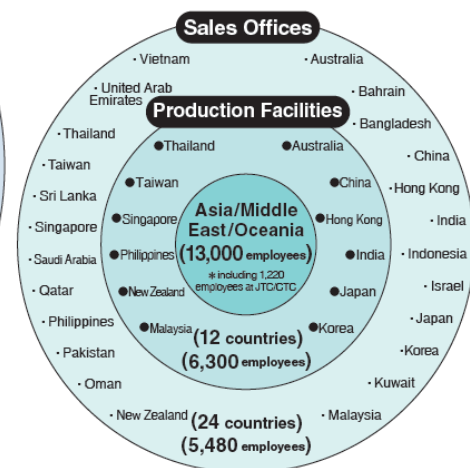 Sales Offices
· Vietnam
· United Arab
Emirates
· Thailand
· Taiwan
· Sri Lanka
· Singapore
· Saudi Arabia
· Qatar
· Philippines
· Pakistan
· Oman
· New Zealand
· Australia
· Bahrain
· Bangladesh
· China
· Hong Kong
· India
· Indonesia
· Israel
· Japan
· Korea
· Kuwait
· Malaysia
(24 countries)
(5,480 employees)
Production Facilities
●Thailand
●Taiwan
●Singapore
●Philippines
●New Zealand
●Malaysia
●Australia
●China
●Hong Kong
●India
●Japan
●Korea
(12 countries)
(6,300 employees)
Asia/Middle
East/Oceania
(13,000 employees)
* including 1,220
employees at JTC/CTC